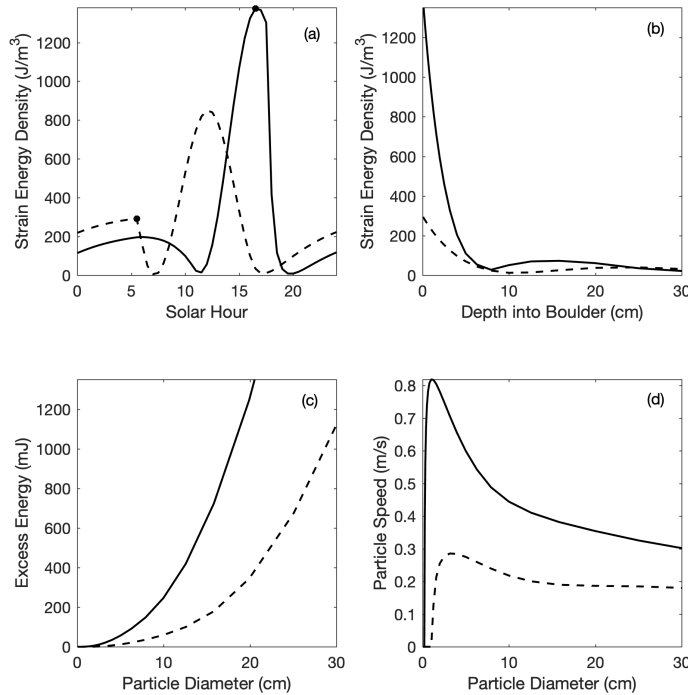 (a)
Strain Energy Density (J/m³)
1200
1000
800
600
400
200
0
0 5 10 15 20
Solar Hour
(b)
Strain Energy Density (J/m³)
1200
1000
800
600
400
200
0
0 10 20 30
Depth into Boulder (cm)
(c)
Excess Energy (mJ)
1200
1000
800
600
400
200
0
0 10 20 30
Particle Diameter (cm)
(d)
Particle Speed (m/s)
0.8
0.7
0.6
0.5
0.4
0.3
0.2
0.1
0
0 10 20 30
Particle Diameter (cm)